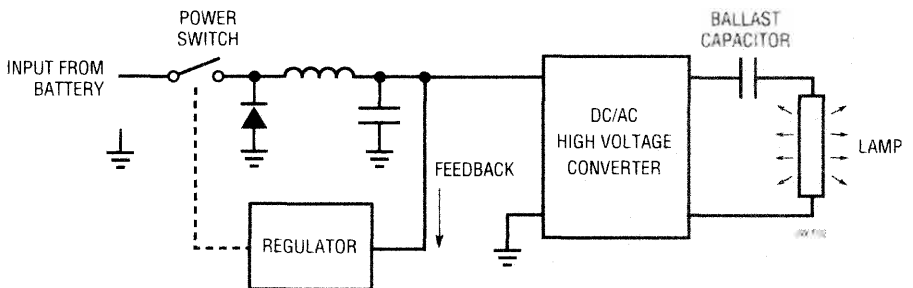 POWER
SWITCH
INPUT FROM
BATTERY
BALLAST
CAPACITOR
DC/AC
HIGH VOLTAGE
CONVERTER
LAMP
FEEDBACK
REGULATOR